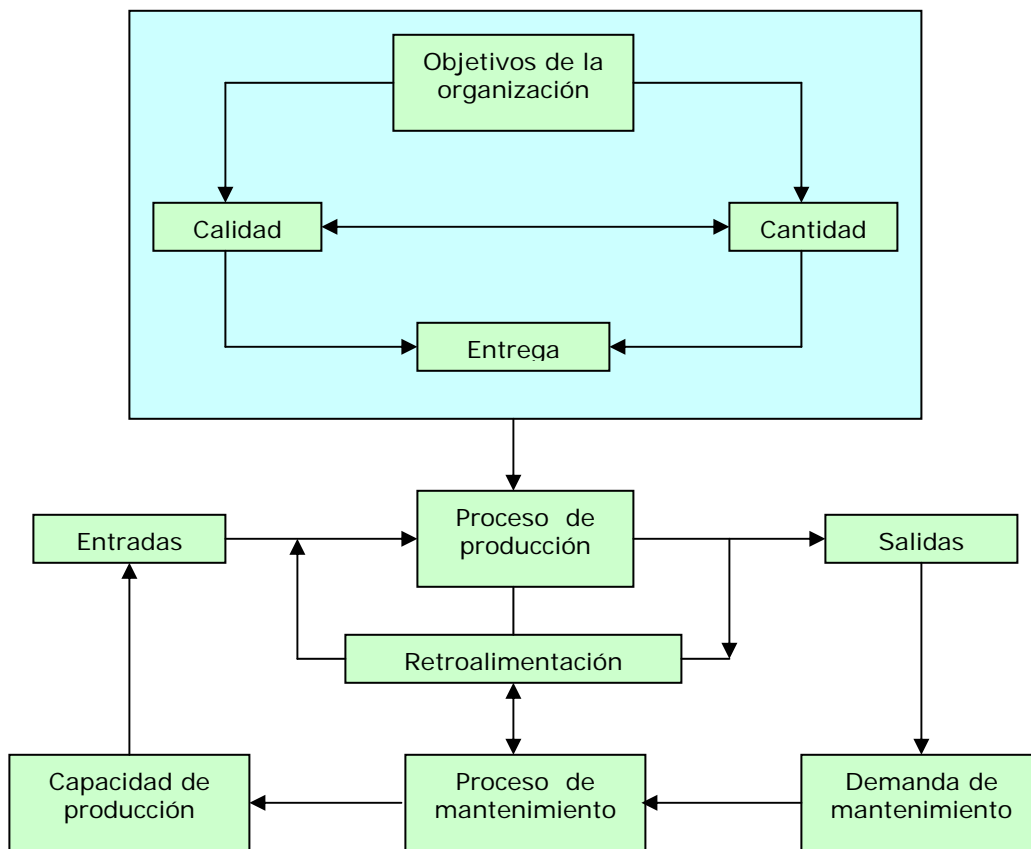 Objetivos de la
organización
Calidad
Cantidad
Entrega
Entradas
Proceso de
producción
Salidas
Retroalimentación
Capacidad de
producción
Proceso de
mantenimiento
Demanda de
mantenimiento